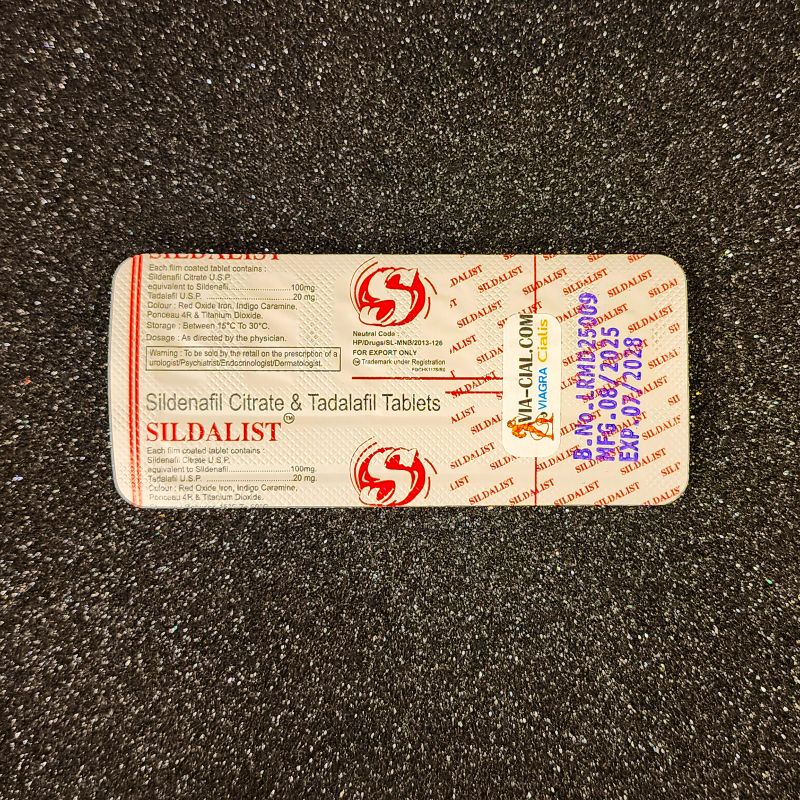 SILDALIST
Each film coated tablet contains :
Sildenafil Citrate U.S.P.
equivalent to Sildenafil..............................100mg.
Tadalafil U.S.P. .......................................20 mg.
Colour : Red Oxide Iron, Indigo Caramine,
Ponceau 4R & Titanium Dioxide.
Storage : Between 15°C To 30°C.
Dosage : As directed by the physician.
Warning : To be sold by the retail on the prescription of a
urologist/Psychiatrist/Endocrinologist/Dermatologist.
Neutral Code :
HP/Drugs/SL-MNB/2013-126
FOR EXPORT ONLY
TM Trademark under Registration
Sildenafil Citrate & Tadalafil Tablets
SILDALIST™
Each film coated tablet contains :
Sildenafil Citrate U.S.P.
equivalent to Sildenafil..............................100mg.
Tadalafil U.S.P. .......................................20 mg.
Colour : Red Oxide Iron, Indigo Caramine,
Ponceau 4R & Titanium Dioxide.
SILDALIST
VIA-CIAL.COM
VIAGRA Cialis
B.No.:LRMD25009
MFG.08/2025
EXP.07/2028